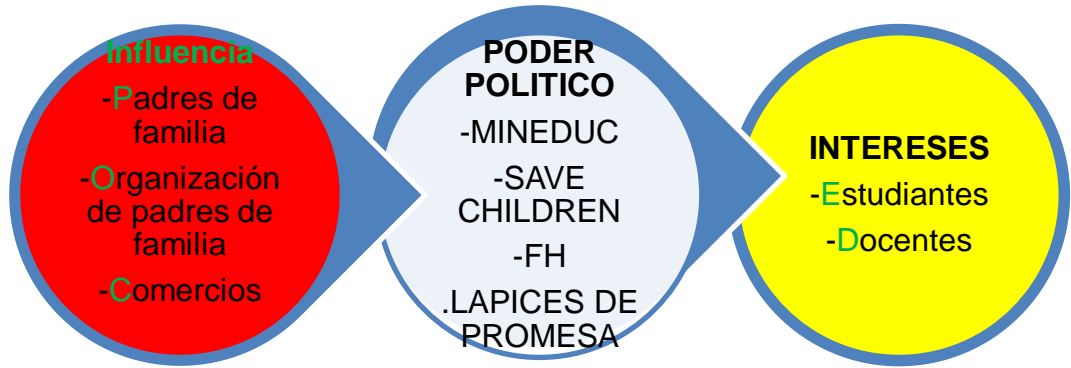 Influencia
-Padres de
familia
-Organización
de padres de
familia
-Comercios
PODER
POLITICO
-MINEDUC
-SAVE
CHILDREN
-FH
.LAPICES DE
PROMESA
INTERESES
-Estudiantes
-Docentes